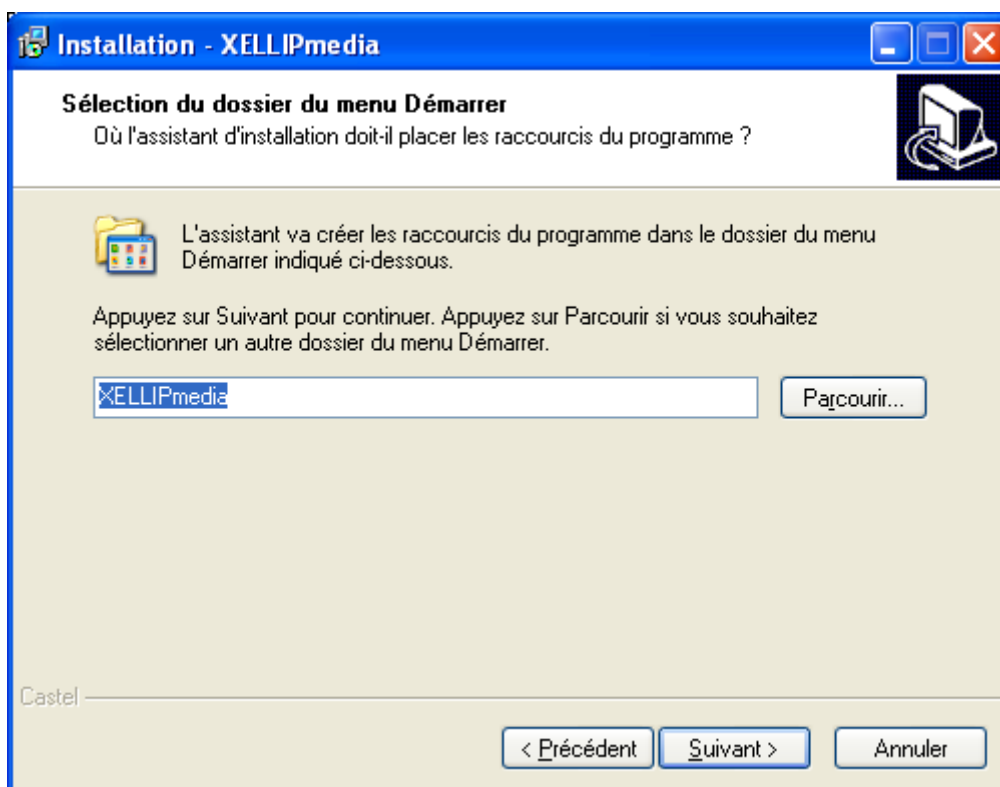 Installation - XELLIPmedia
Sélection du dossier du menu Démarrer
Où l'assistant d'installation doit-il placer les raccourcis du programme ?
L'assistant va créer les raccourcis du programme dans le dossier du menu
Démarrer indiqué ci-dessous.
Appuyez sur Suivant pour continuer. Appuyez sur Parcourir si vous souhaitez
sélectionner un autre dossier du menu Démarrer.
XELLIPmedia
Parcourir...
Castel
< Précédent
Suivant >
Annuler